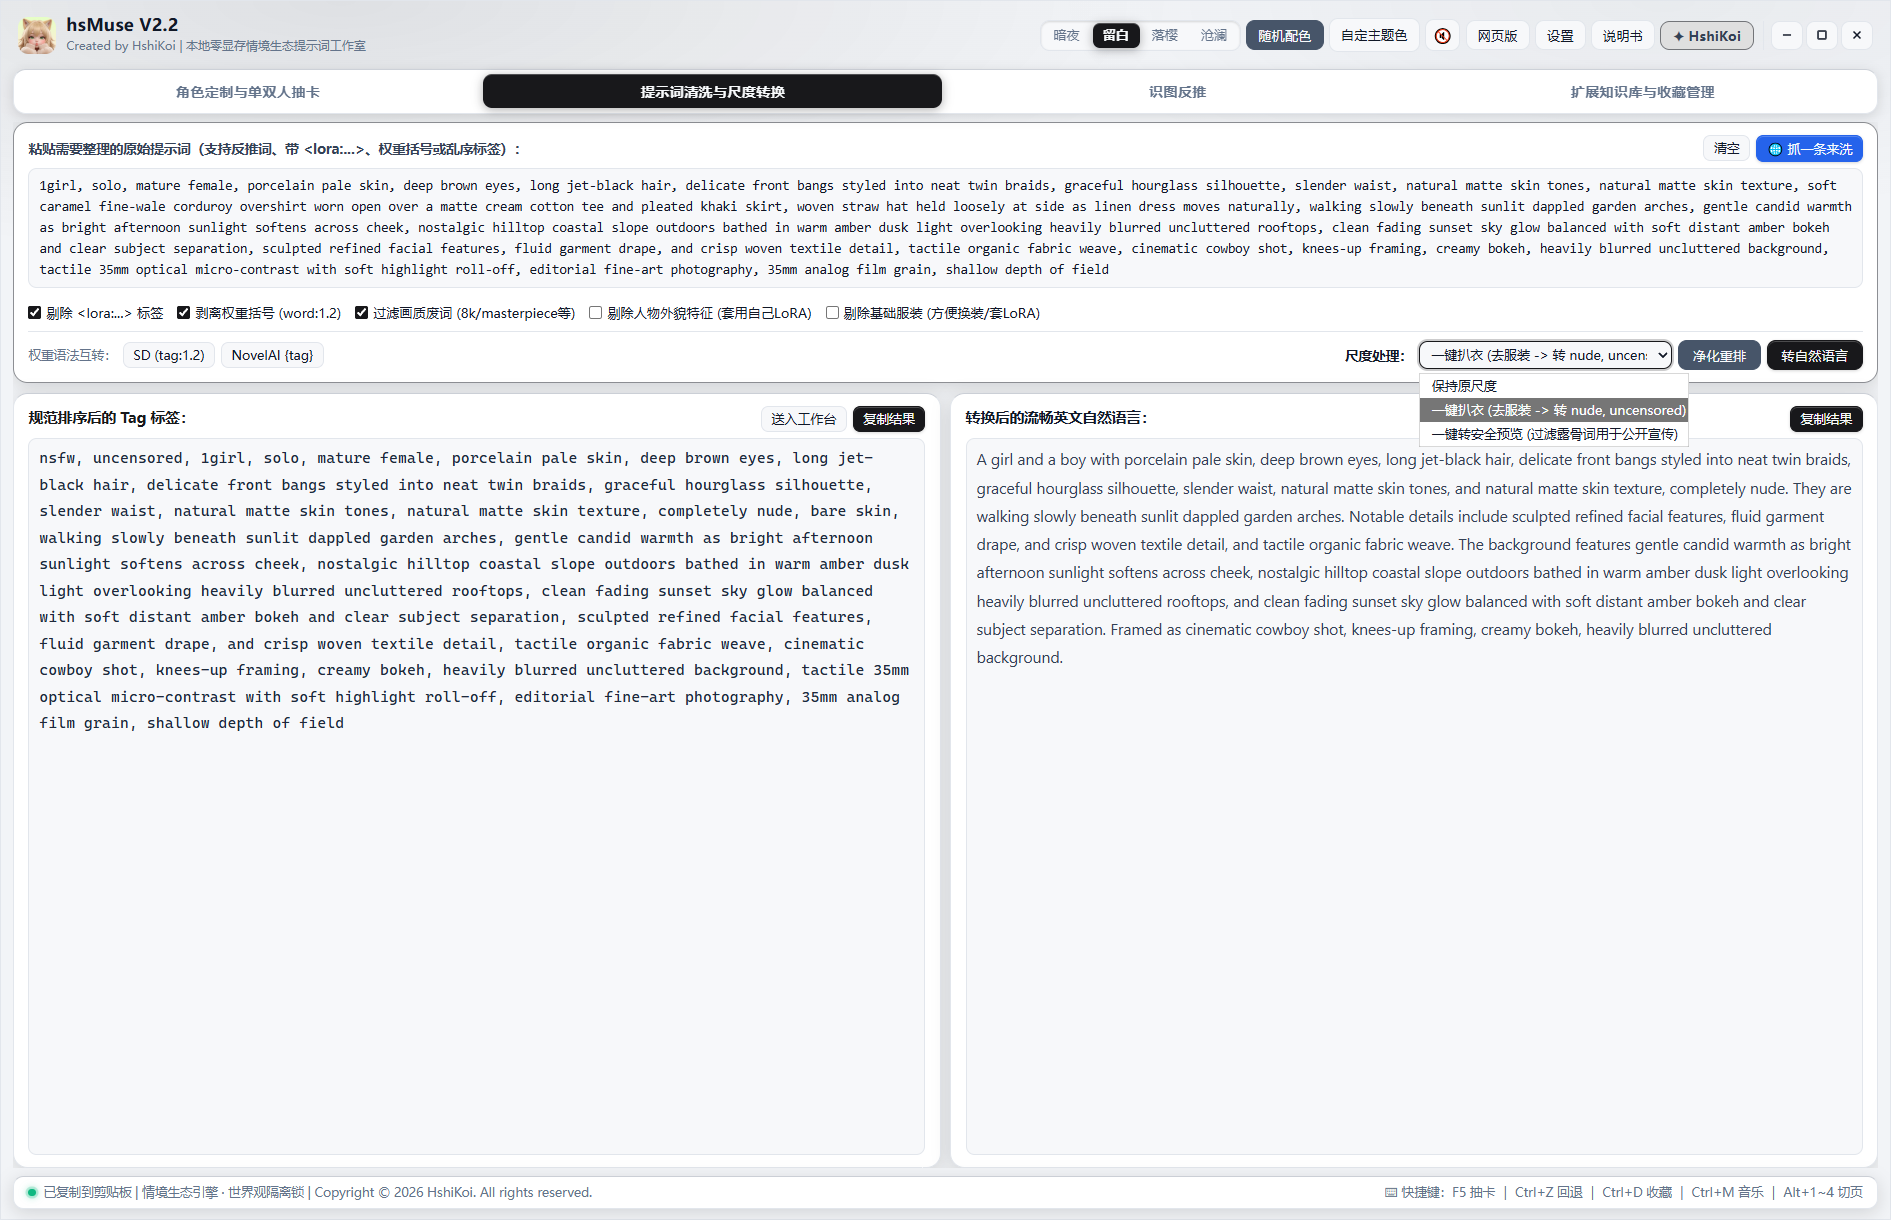 hsMuse V2.2
Created by HshiKoi | 本地零显存情境生态提示词工作室
暗夜 留白 落樱 沧澜 随机配色 自定主题色 网页版 设置 说明书 ✦ HshiKoi
角色定制与单双人抽卡 提示词清洗与尺度转换 识图反推 扩展知识库与收藏管理
粘贴需要整理的原始提示词（支持反推词、带 <lora:...>、权重括号或乱序标签）： 清空 抓一条来洗
1girl, solo, mature female, porcelain pale skin, deep brown eyes, long jet-black hair, delicate front bangs styled into neat twin braids, graceful hourglass silhouette, slender waist, natural matte skin tones, natural matte skin texture, soft
caramel fine-wale corduroy overshirt worn open over a matte cream cotton tee and pleated khaki skirt, woven straw hat held loosely at side as linen dress moves naturally, walking slowly beneath sunlit dappled garden arches, gentle candid warmth
as bright afternoon sunlight softens across cheek, nostalgic hilltop coastal slope outdoors bathed in warm amber dusk light overlooking heavily blurred uncluttered rooftops, clean fading sunset sky glow balanced with soft distant amber bokeh
and clear subject separation, sculpted refined facial features, fluid garment drape, and crisp woven textile detail, tactile organic fabric weave, cinematic cowboy shot, knees-up framing, creamy bokeh, heavily blurred uncluttered background,
tactile 35mm optical micro-contrast with soft highlight roll-off, editorial fine-art photography, 35mm analog film grain, shallow depth of field
剔除 <lora:...> 标签 剥离权重括号 (word:1.2) 过滤画质废词 (8k/masterpiece等) 剔除人物外貌特征 (套用自己LoRA) 剔除基础服装 (方便换装/套LoRA)
权重语法互转： SD (tag:1.2) NovelAI {tag} 尺度处理： 一键扒衣 (去服装 -> 转 nude, uncens 净化重排 转自然语言
保持原尺度
一键扒衣 (去服装 -> 转 nude, uncensored)
一键转安全预览 (过滤露骨词用于公开宣传)
规范排序后的 Tag 标签： 送入工作台 复制结果
nsfw, uncensored, 1girl, solo, mature female, porcelain pale skin, deep brown eyes, long jet-
black hair, delicate front bangs styled into neat twin braids, graceful hourglass silhouette,
slender waist, natural matte skin tones, natural matte skin texture, completely nude, bare skin,
walking slowly beneath sunlit dappled garden arches, gentle candid warmth as bright afternoon
sunlight softens across cheek, nostalgic hilltop coastal slope outdoors bathed in warm amber dusk
light overlooking heavily blurred uncluttered rooftops, clean fading sunset sky glow balanced
with soft distant amber bokeh and clear subject separation, sculpted refined facial features,
fluid garment drape, and crisp woven textile detail, tactile organic fabric weave, cinematic
cowboy shot, knees-up framing, creamy bokeh, heavily blurred uncluttered background, tactile 35mm
optical micro-contrast with soft highlight roll-off, editorial fine-art photography, 35mm analog
film grain, shallow depth of field
转换后的流畅英文自然语言： 复制结果
A girl and a boy with porcelain pale skin, deep brown eyes, long jet-black hair, delicate front bangs styled into neat twin braids,
graceful hourglass silhouette, slender waist, natural matte skin tones, and natural matte skin texture, completely nude. They are
walking slowly beneath sunlit dappled garden arches. Notable details include sculpted refined facial features, fluid garment
drape, and crisp woven textile detail, and tactile organic fabric weave. The background features gentle candid warmth as bright
afternoon sunlight softens across cheek, nostalgic hilltop coastal slope outdoors bathed in warm amber dusk light overlooking
heavily blurred uncluttered rooftops, and clean fading sunset sky glow balanced with soft distant amber bokeh and clear
subject separation. Framed as cinematic cowboy shot, knees-up framing, creamy bokeh, heavily blurred uncluttered
background.
已复制到剪贴板 | 情境生态引擎 · 世界观隔离锁 | Copyright © 2026 HshiKoi. All rights reserved. 快捷键：F5 抽卡 | Ctrl+Z 回退 | Ctrl+D 收藏 | Ctrl+M 音乐 | Alt+1~4 切页